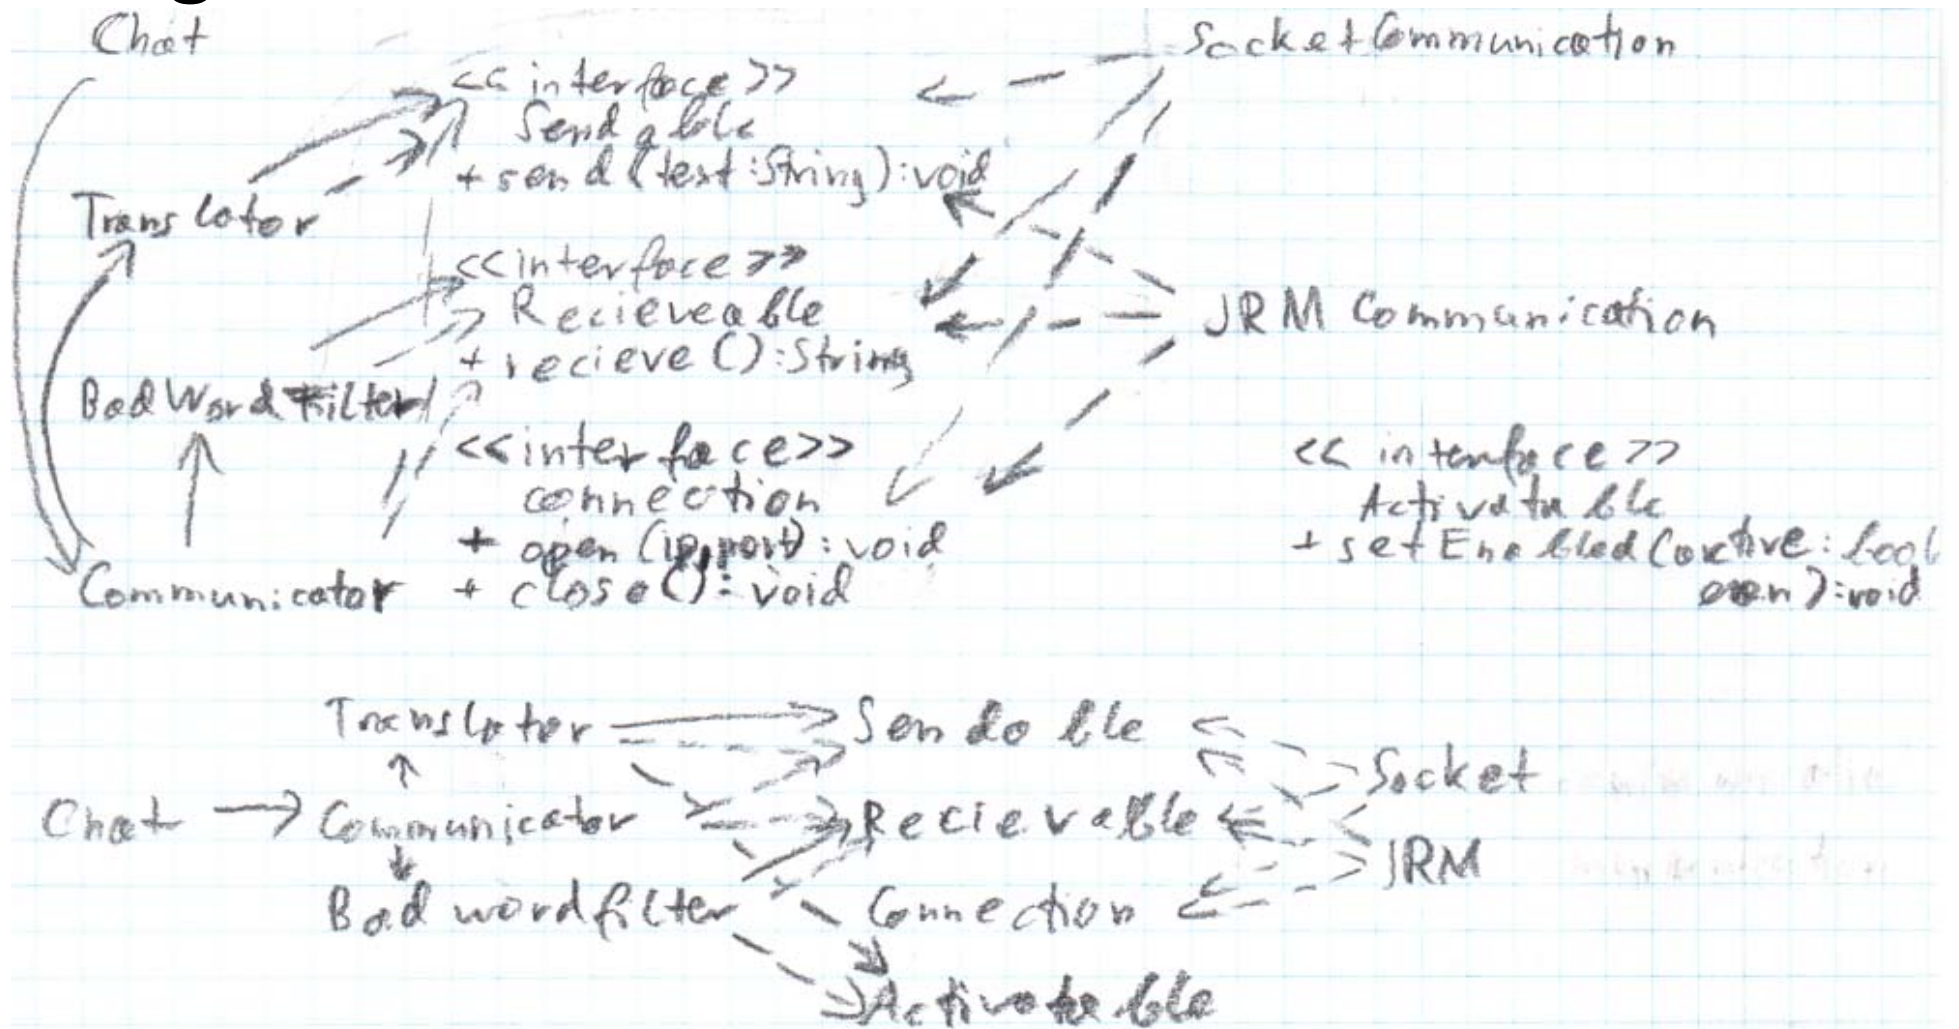 Chat
SocketCommunication
<<interface>>
Sendable
+ send (text:String):void
Translator
<<interface>>
Recieveable
+ recieve():String
JRM Communication
BadWordFilter
<<interface>>
connection
+ open (ip,port): void
+ close(): void
<<interface>>
Activatable
+ setEnabled(active: bool
ean):void
Communicator
Translator
Sendable
Socket
Chat
Communicator
Recievable
JRM
Bad wordfilter
Connection
Activatable